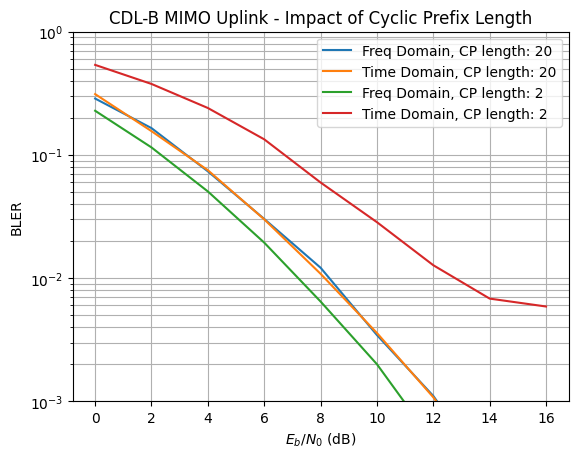 CDL-B MIMO Uplink - Impact of Cyclic Prefix Length
Freq Domain, CP length: 20
Time Domain, CP length: 20
Freq Domain, CP length: 2
Time Domain, CP length: 2
BLER
10⁰
10⁻¹
10⁻²
10⁻³
0 2 4 6 8 10 12 14 16
E_b/N_0 (dB)